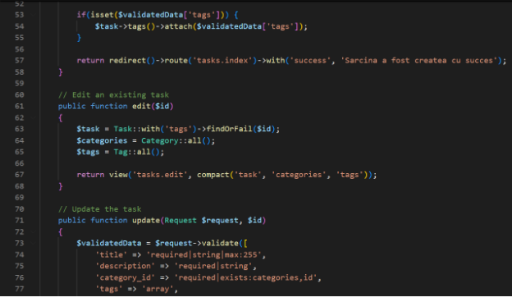 52
53 if(isset($validatedData['tags'])) {
54 $task->tags()->attach($validatedData['tags']);
55 }
56
57 return redirect()->route('tasks.index')->with('success', 'Sarcina a fost createa cu succes');
58 }
59
60 // Edit an existing task
61 public function edit($id)
62 {
63 $task = Task::with('tags')->findOrFail($id);
64 $categories = Category::all();
65 $tags = Tag::all();
66
67 return view('tasks.edit', compact('task', 'categories', 'tags'));
68 }
69
70 // Update the task
71 public function update(Request $request, $id)
72 {
73 $validatedData = $request->validate([
74 'title' => 'required|string|max:255',
75 'description' => 'required|string',
76 'category_id' => 'required|exists:categories,id',
77 'tags' => 'array',